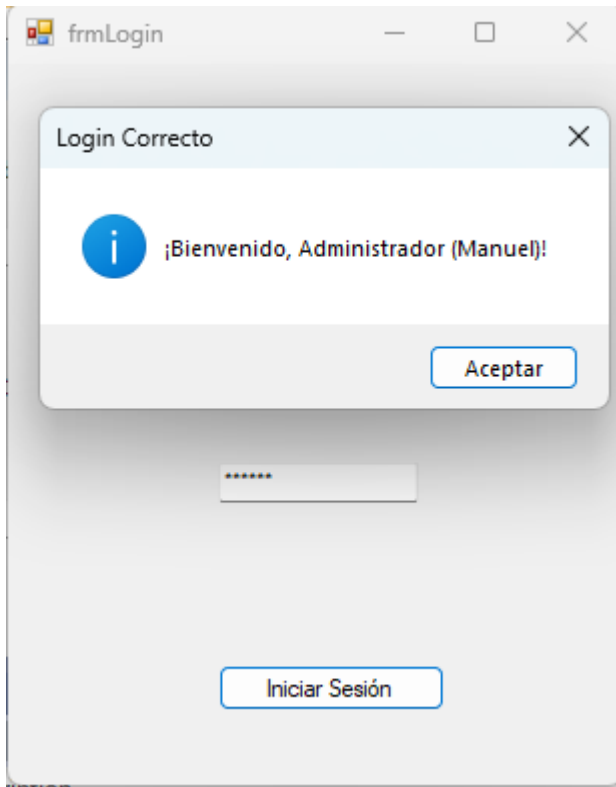 frmLogin
Login Correcto
¡Bienvenido, Administrador (Manuel)!
Aceptar
******
Iniciar Sesión